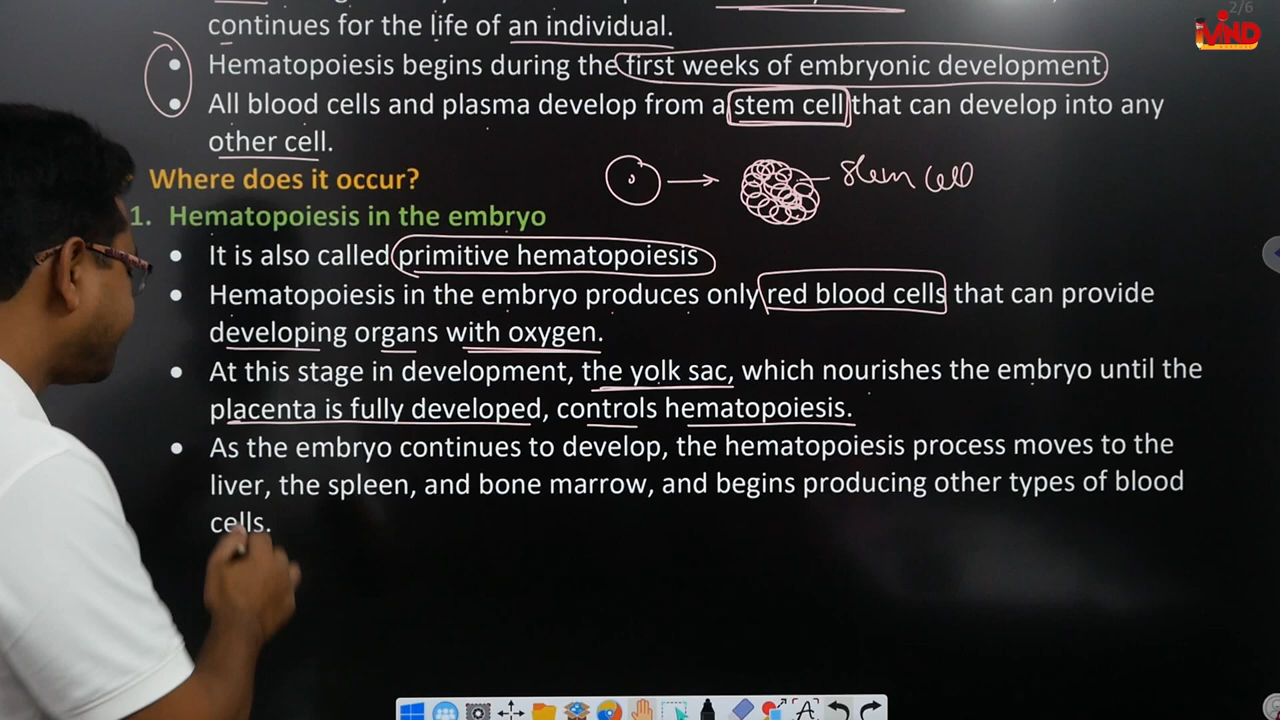 2/6
MIND
continues for the life of an individual.
• Hematopoiesis begins during the first weeks of embryonic development.
• All blood cells and plasma develop from a stem cell that can develop into any
other cell.
stem cell
Where does it occur?
1. Hematopoiesis in the embryo
• It is also called primitive hematopoiesis
• Hematopoiesis in the embryo produces only red blood cells that can provide
developing organs with oxygen.
• At this stage in development, the yolk sac, which nourishes the embryo until the
placenta is fully developed, controls hematopoiesis.
• As the embryo continues to develop, the hematopoiesis process moves to the
liver, the spleen, and bone marrow, and begins producing other types of blood
cells.
A